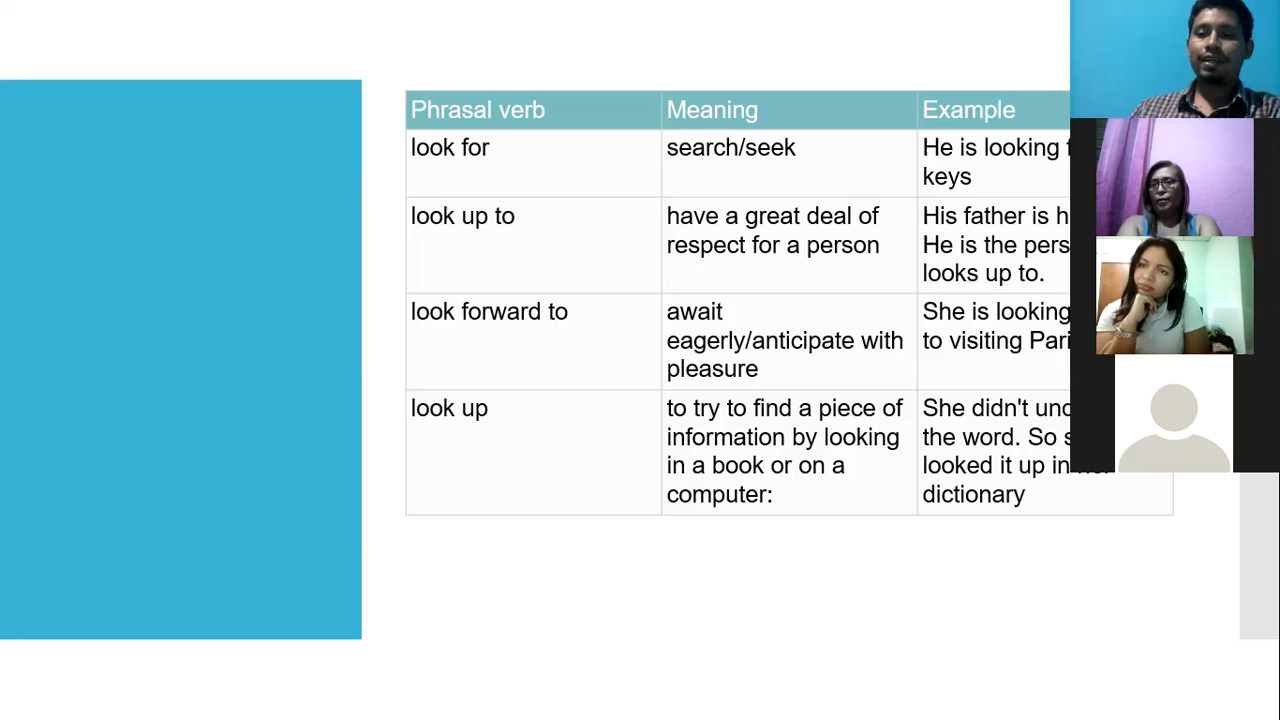 Phrasal verb Meaning Example
look for search/seek He is looking
keys
look up to have a great deal of His father is
respect for a person He is the
looks up to.
look forward to await She is looking
eagerly/anticipate with to visiting
pleasure
look up to try to find a piece of She didn't
information by looking the word. So
in a book or on a looked it up in
computer: dictionary